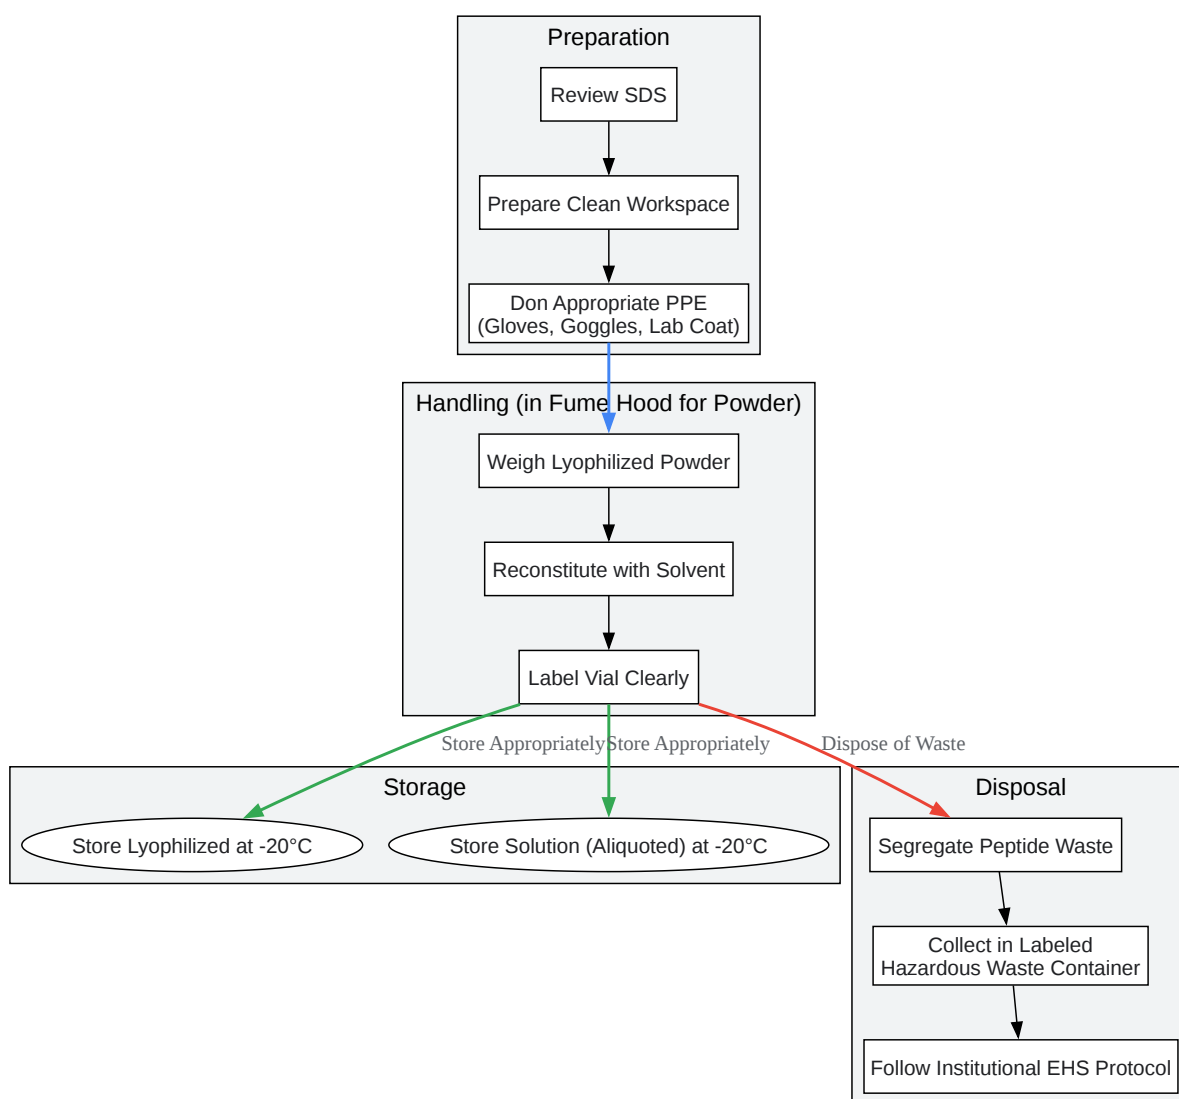 Preparation
Review SDS
Prepare Clean Workspace
Don Appropriate PPE
(Gloves, Goggles, Lab Coat)
Handling (in Fume Hood for Powder)
Weigh Lyophilized Powder
Reconstitute with Solvent
Label Vial Clearly
Store Appropriately
Store Appropriately
Dispose of Waste
Storage
Store Lyophilized at -20°C
Store Solution (Aliquoted) at -20°C
Disposal
Segregate Peptide Waste
Collect in Labeled
Hazardous Waste Container
Follow Institutional EHS Protocol